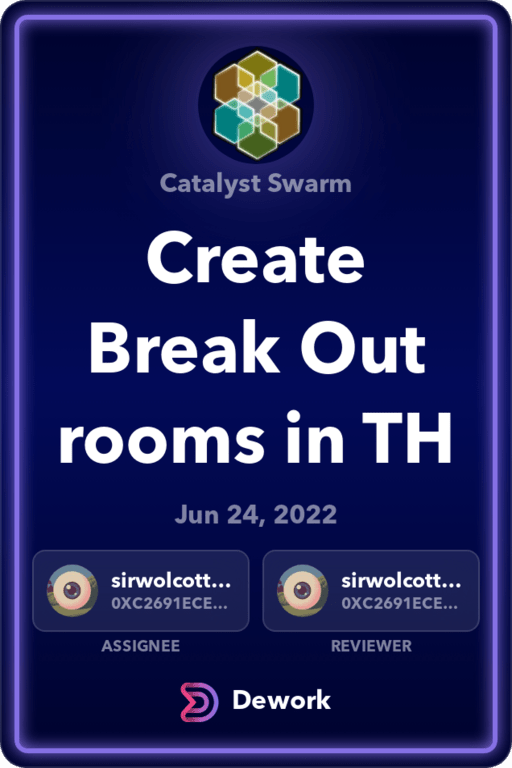 Catalyst Swarm
Create
Break Out
rooms in TH
Jun 24, 2022
sirwolcott...
0XC2691ECE...
ASSIGNEE
sirwolcott...
0XC2691ECE...
REVIEWER
Dework